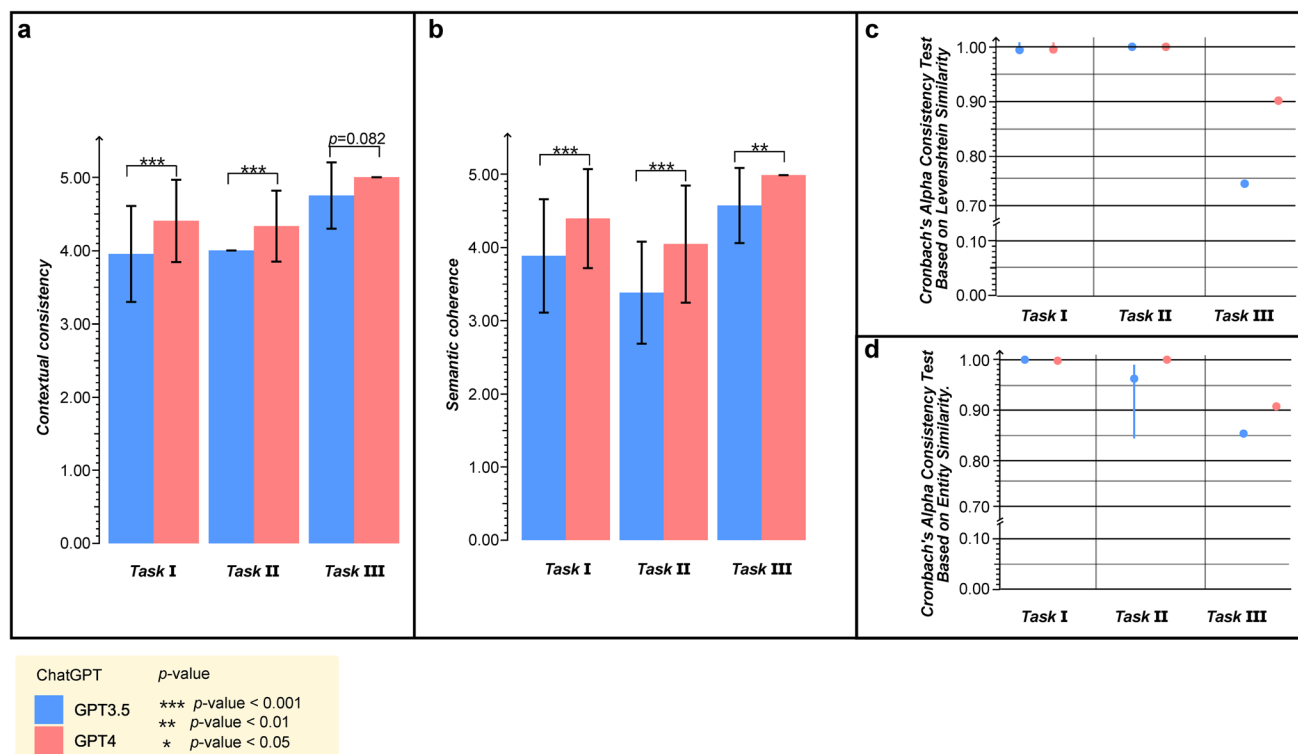 a
Contextual consistency
5.00
4.00
3.00
2.00
1.00
0.00
***
***
p=0.082
Task I
Task II
Task III
b
Semantic coherence
5.00
4.00
3.00
2.00
1.00
0.00
***
***
**
Task I
Task II
Task III
c
Cronbach's Alpha Consistency Test
Based on Levenshtein Similarity
1.00
0.90
0.80
0.70
0.10
0.00
Task I
Task II
Task III
d
Cronbach's Alpha Consistency Test
Based on Entity Similarity.
1.00
0.90
0.80
0.70
0.10
0.00
Task I
Task II
Task III
ChatGPT
GPT3.5
GPT4
p-value
*** p-value < 0.001
** p-value < 0.01
* p-value < 0.05